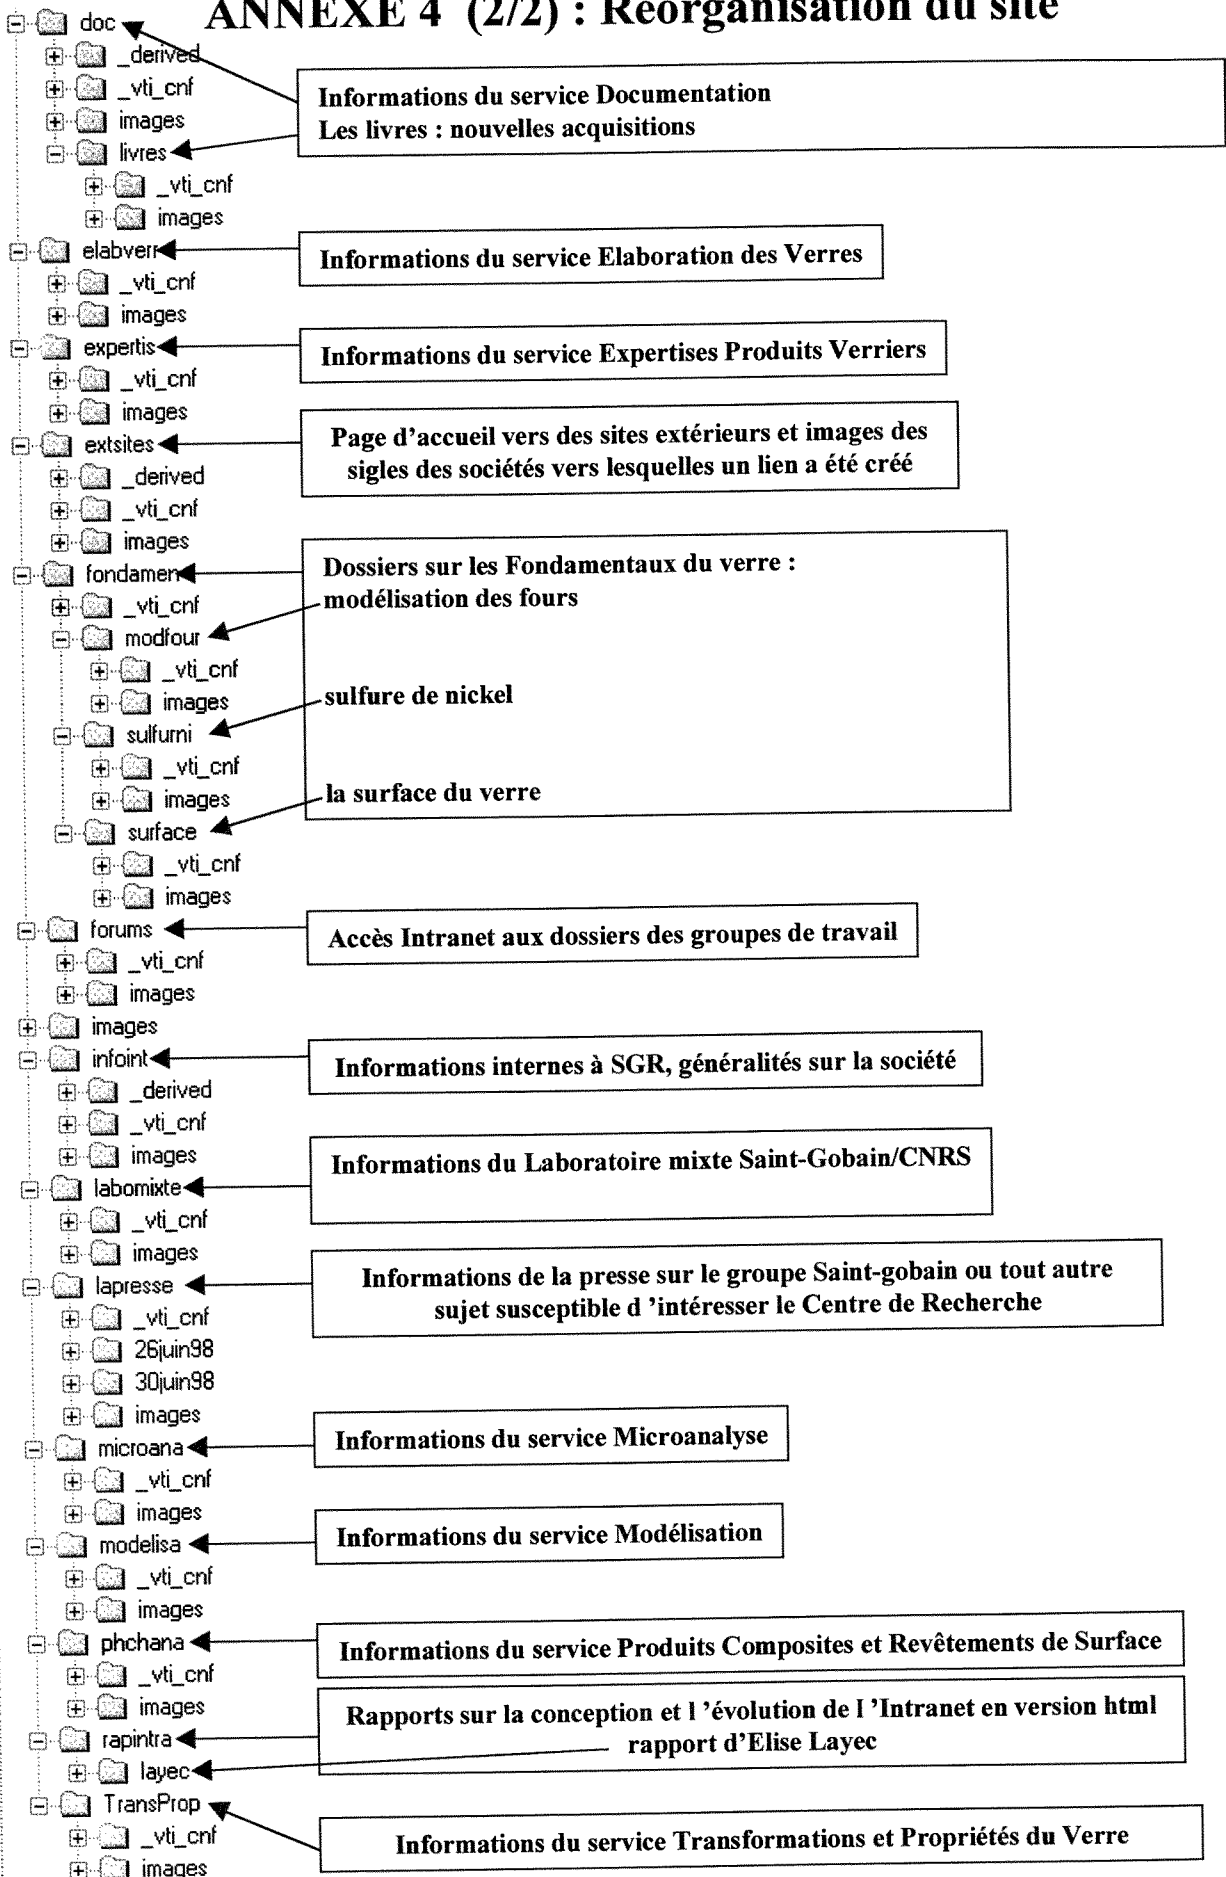 ANNEXE 4 (2/2) : Réorganisation du site
doc
_derived
_vti_cnf
images
livres
_vti_cnf
images
Informations du service Documentation
Les livres : nouvelles acquisitions
elabverr
Informations du service Elaboration des Verres
_vti_cnf
images
expertis
Informations du service Expertises Produits Verriers
_vti_cnf
images
extsites
Page d’accueil vers des sites extérieurs et images des
sigles des sociétés vers lesquelles un lien a été créé
_derived
_vti_cnf
images
fondamen
Dossiers sur les Fondamentaux du verre :
modélisation des fours
_vti_cnf
modfour
_vti_cnf
images
sulfure de nickel
sulfurni
_vti_cnf
images
la surface du verre
surface
_vti_cnf
images
forums
Accès Intranet aux dossiers des groupes de travail
_vti_cnf
images
images
infoint
Informations internes à SGR, généralités sur la société
_derived
_vti_cnf
images
Informations du Laboratoire mixte Saint-Gobain/CNRS
labomixte
_vti_cnf
images
lapresse
Informations de la presse sur le groupe Saint-gobain ou tout autre
sujet susceptible d ’intéresser le Centre de Recherche
_vti_cnf
26juin98
30juin98
images
microana
Informations du service Microanalyse
_vti_cnf
images
modelisa
Informations du service Modélisation
_vti_cnf
images
phchana
Informations du service Produits Composites et Revêtements de Surface
_vti_cnf
images
Rapports sur la conception et l ’évolution de l ’Intranet en version html
rapport d’Elise Layec
rapintra
layec
TransProp
Informations du service Transformations et Propriétés du Verre
_vti_cnf
images